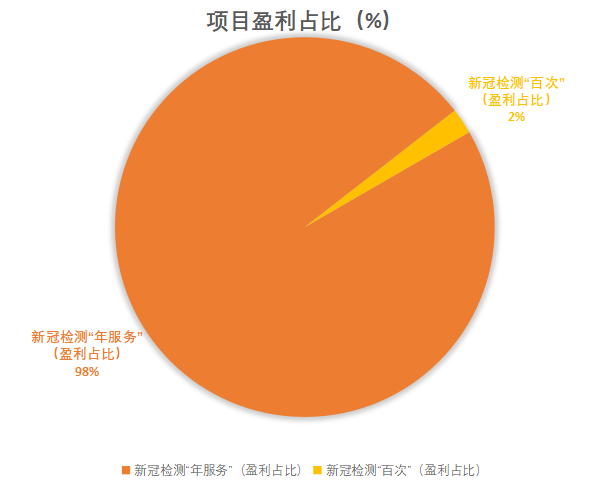 项目盈利占比（%）
新冠检测“百次”
（盈利占比）
2%
新冠检测“年服务”
（盈利占比）
98%
新冠检测“年服务”（盈利占比） 新冠检测“百次”（盈利占比）